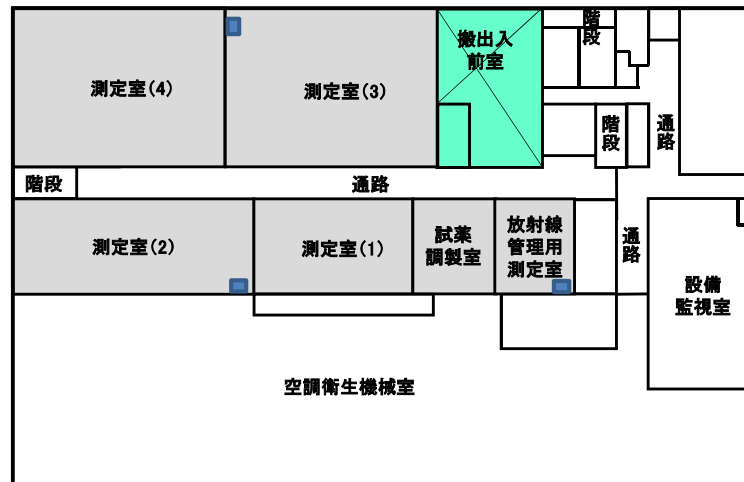 階段
搬出入
前室
測定室(4)
測定室(3)
階段
通路
階段
通路
測定室(2)
測定室(1)
試薬
調製室
放射線
管理用
測定室
通路
設備
監視室
空調衛生機械室